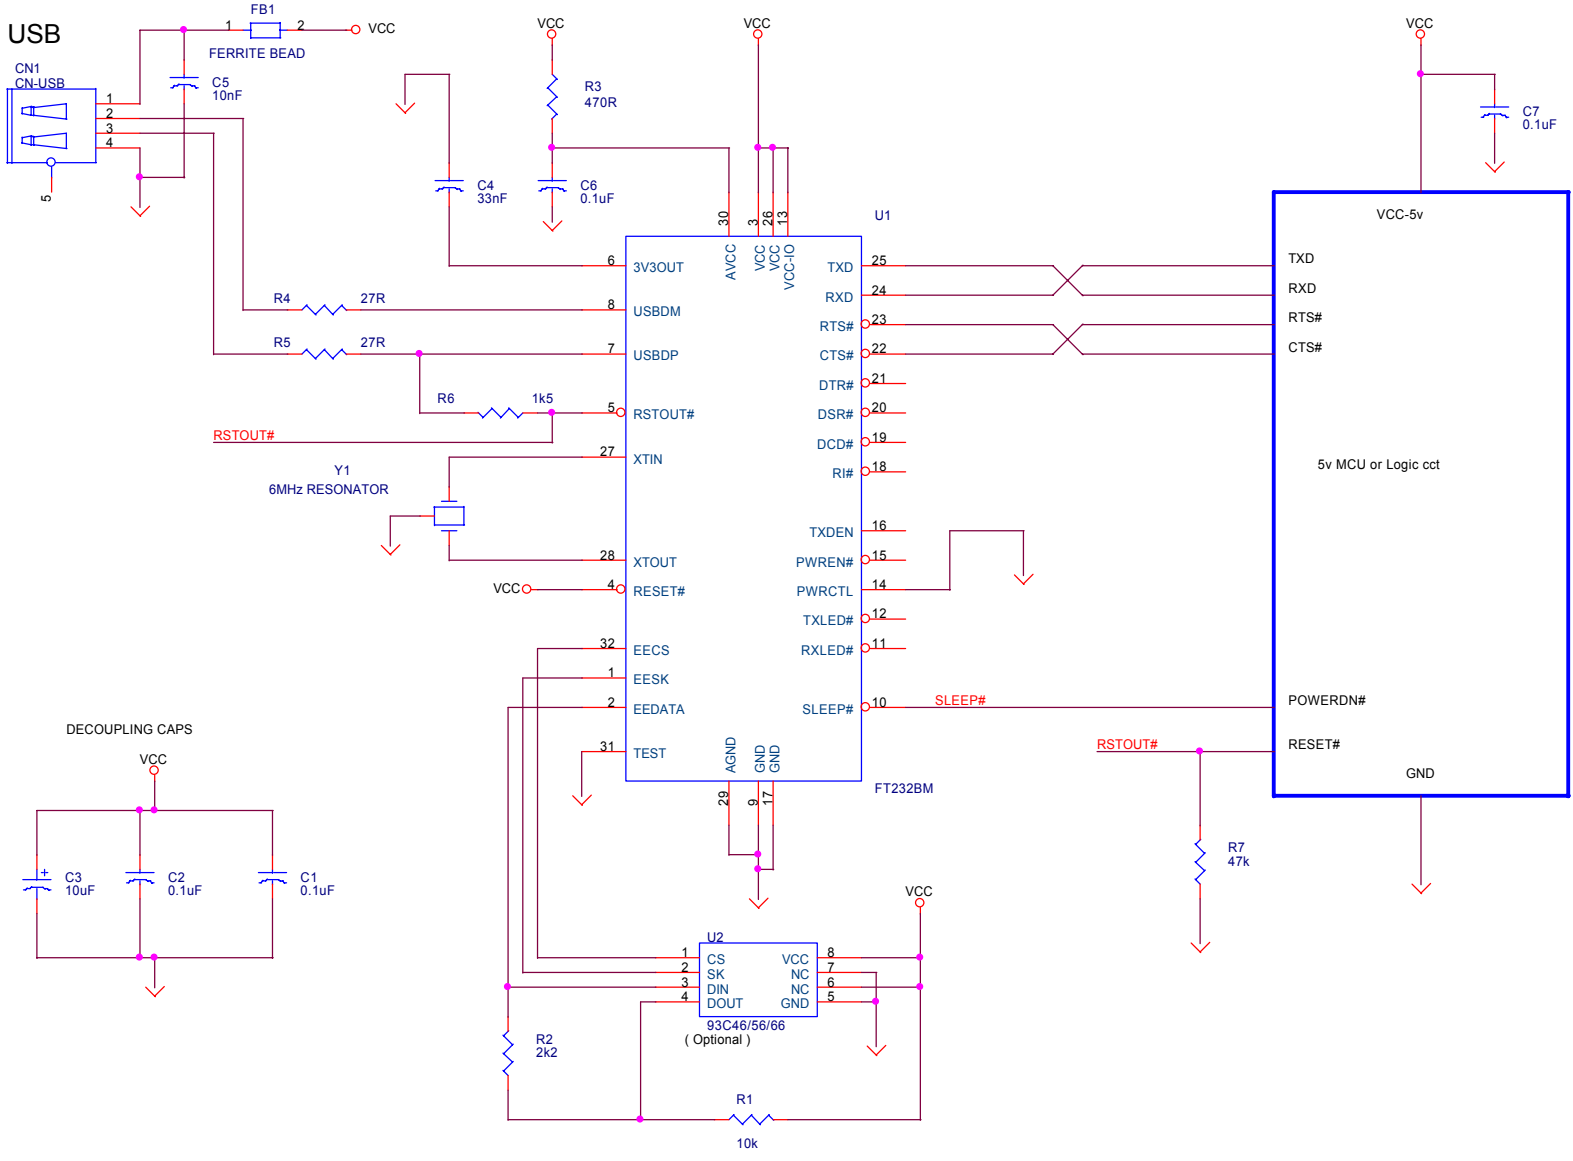 USB
CN1
CN-USB
1
2
3
4
5
FB1
1
2
VCC
FERRITE BEAD
C5
10nF
VCC
R3
470R
C4
33nF
C6
0.1uF
VCC
VCC
C7
0.1uF
U1
30
3
26
13
AVCC
VCC
VCC
VCC-IO
6
3V3OUT
R4
27R
8
USBDM
R5
27R
7
USBDP
R6
1k5
5
RSTOUT#
RSTOUT#
27
XTIN
Y1
6MHz RESONATOR
28
XTOUT
VCC
4
RESET#
32
EECS
1
EESK
2
EEDATA
31
TEST
TXD
25
RXD
24
RTS#
23
CTS#
22
DTR#
21
DSR#
20
DCD#
19
RI#
18
TXDEN
16
PWREN#
15
PWRCTL
14
TXLED#
12
RXLED#
11
SLEEP#
10
SLEEP#
AGND
GND
GND
29
9
17
FT232BM
VCC-5v
TXD
RXD
RTS#
CTS#
5v MCU or Logic cct
POWERDN#
RSTOUT#
RESET#
GND
R7
47k
DECOUPLING CAPS
VCC
+
C3
10uF
C2
0.1uF
C1
0.1uF
VCC
U2
1
CS
VCC
8
2
SK
NC
7
3
DIN
NC
6
4
DOUT
GND
5
93C46/56/66
( Optional )
R2
2k2
R1
10k